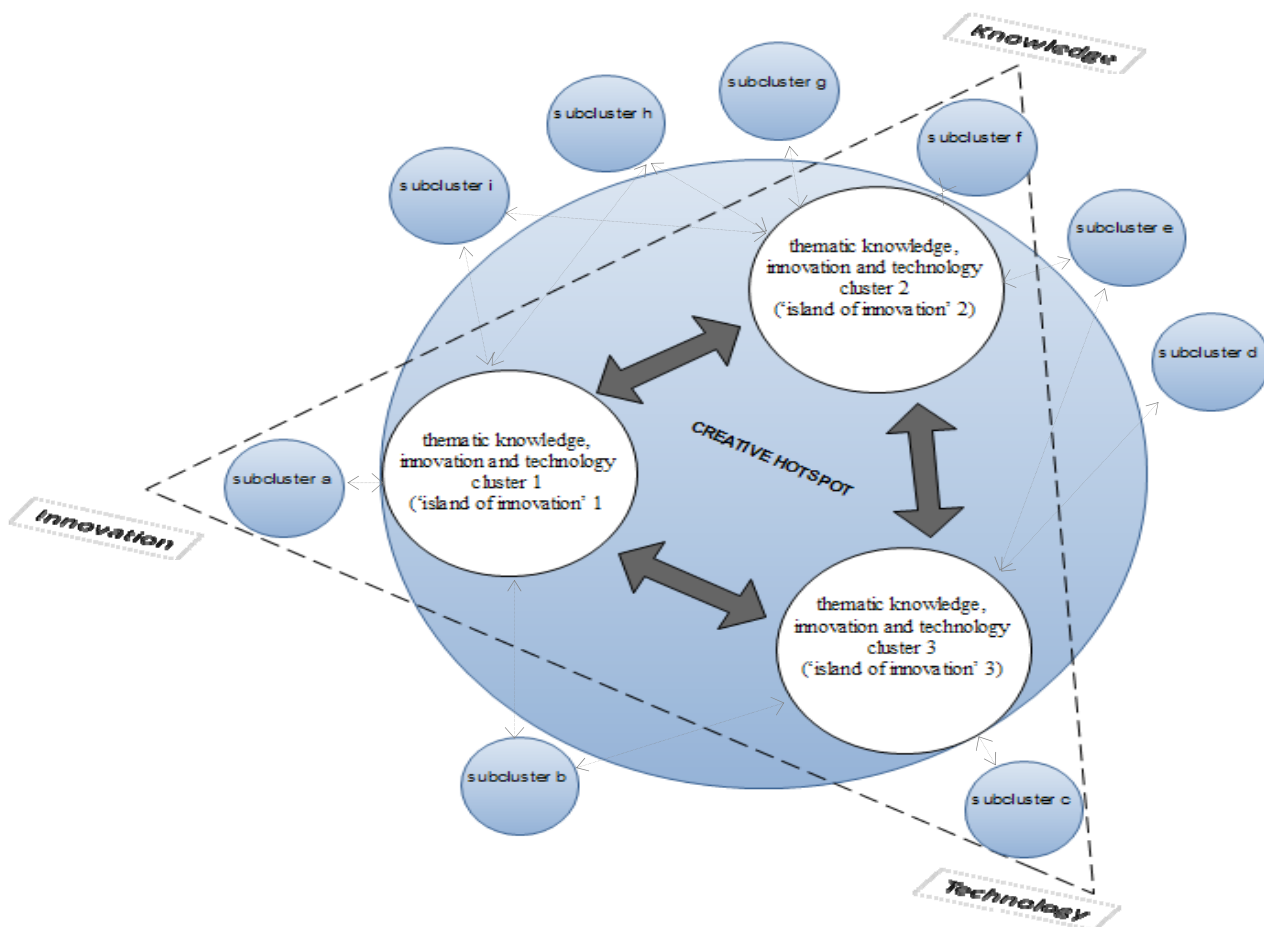 Knowledge
subcluster g
subcluster h
subcluster f
subcluster i
subcluster e
thematic knowledge,
innovation and technology
cluster 2
(‘island of innovation’ 2)
subcluster d
CREATIVE HOTSPOT
thematic knowledge,
innovation and technology
cluster 1
(‘island of innovation’ 1
subcluster a
Innovation
thematic knowledge,
innovation and technology
cluster 3
(‘island of innovation’ 3)
subcluster b
subcluster c
Technology